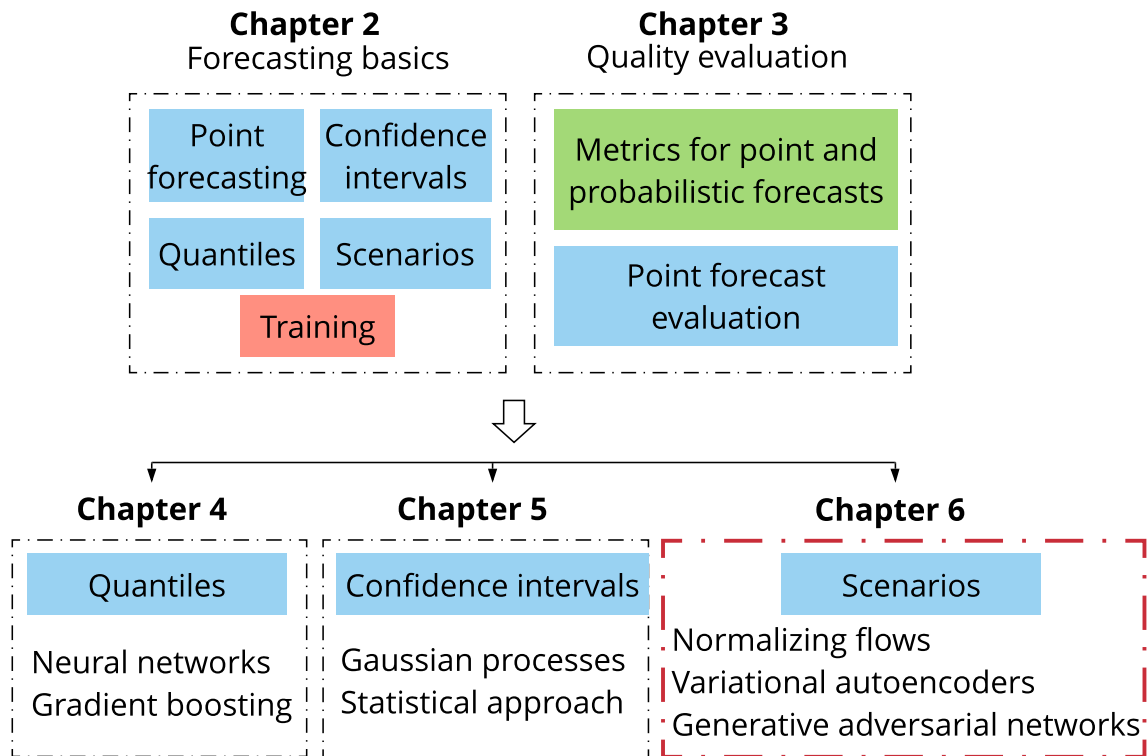 Chapter 2
Forecasting basics
Point
forecasting
Confidence
intervals
Quantiles
Scenarios
Training
Chapter 3
Quality evaluation
Metrics for point and
probabilistic forecasts
Point forecast
evaluation
Chapter 4
Quantiles
Neural networks
Gradient boosting
Chapter 5
Confidence intervals
Gaussian processes
Statistical approach
Chapter 6
Scenarios
Normalizing flows
Variational autoencoders
Generative adversarial networks